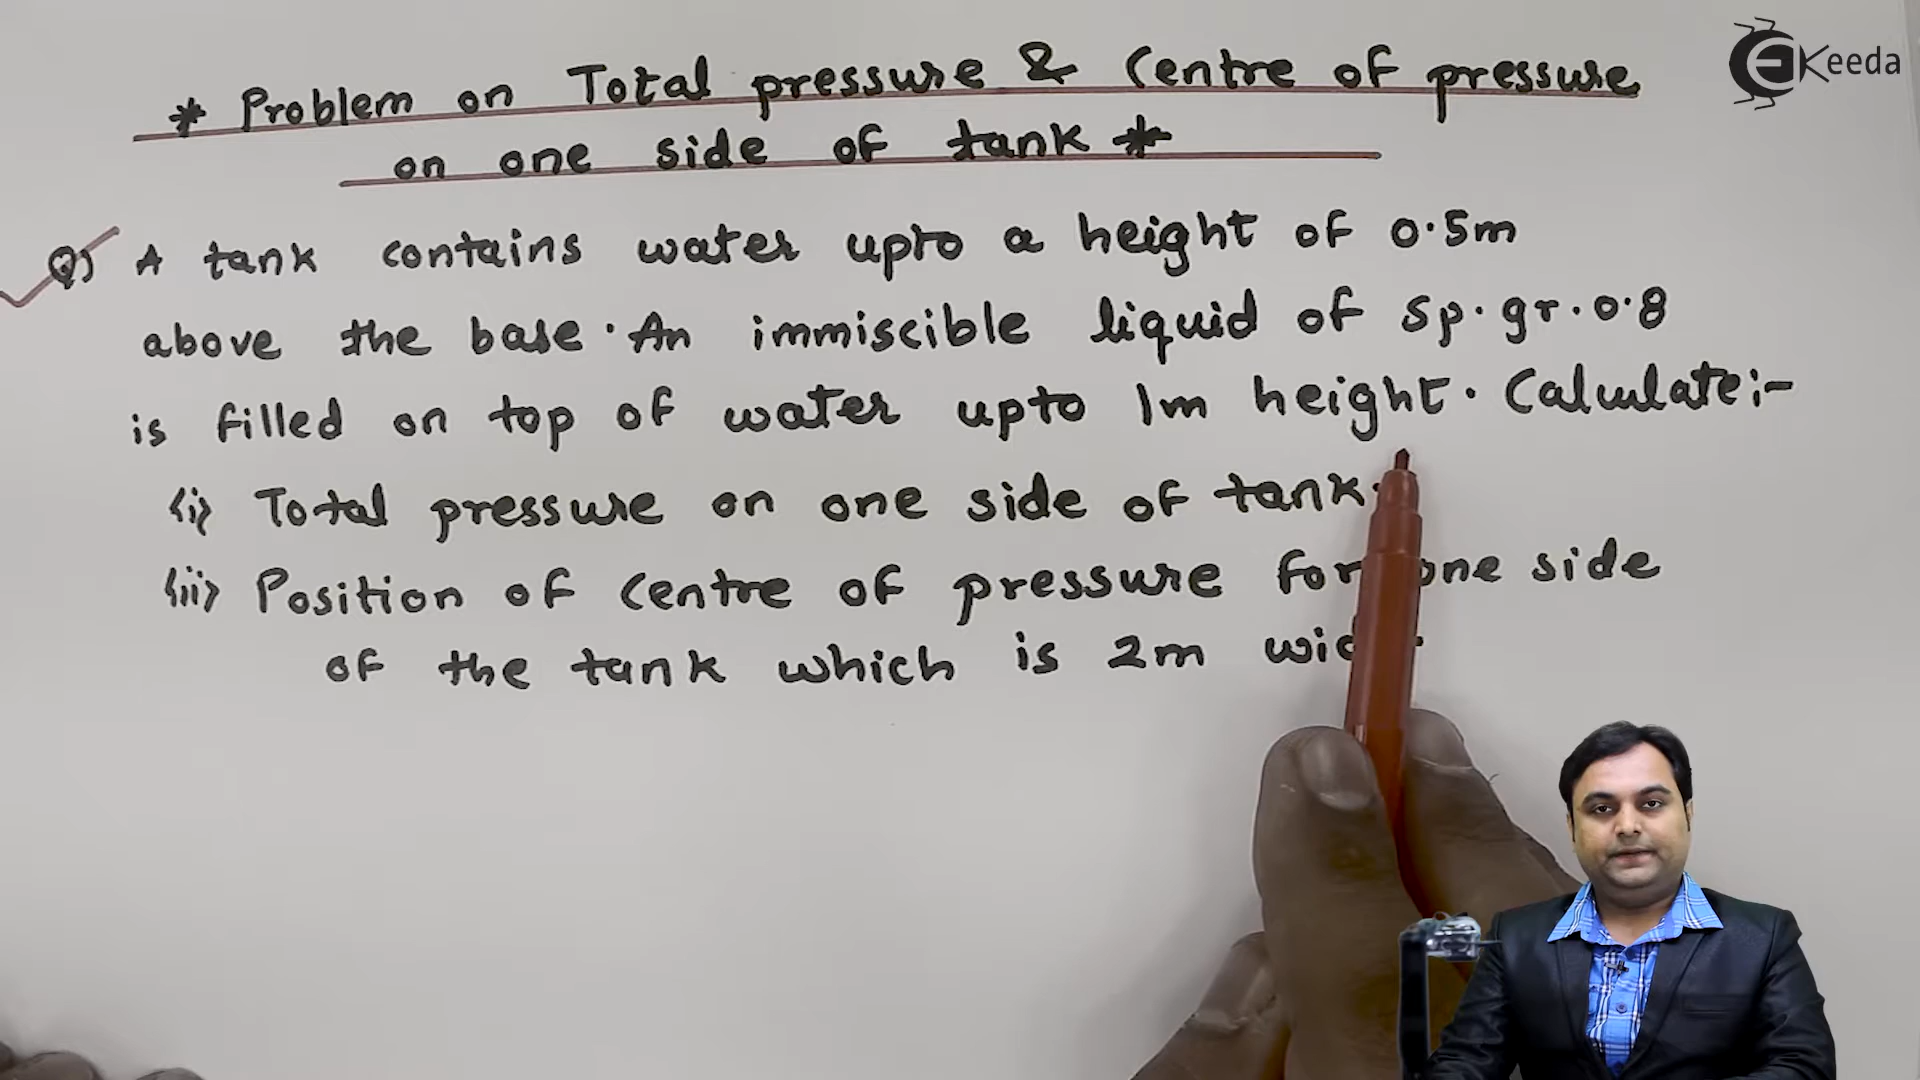 * Problem on Total pressure & Centre of pressure
on one side of tank *
Q) A tank contains water upto a height of 0.5m
above the base. An immiscible liquid of sp. gr. 0.8
is filled on top of water upto 1m height. Calculate:-
(i) Total pressure on one side of tank.
(ii) Position of centre of pressure for one side
of the tank which is 2m
EKeeda